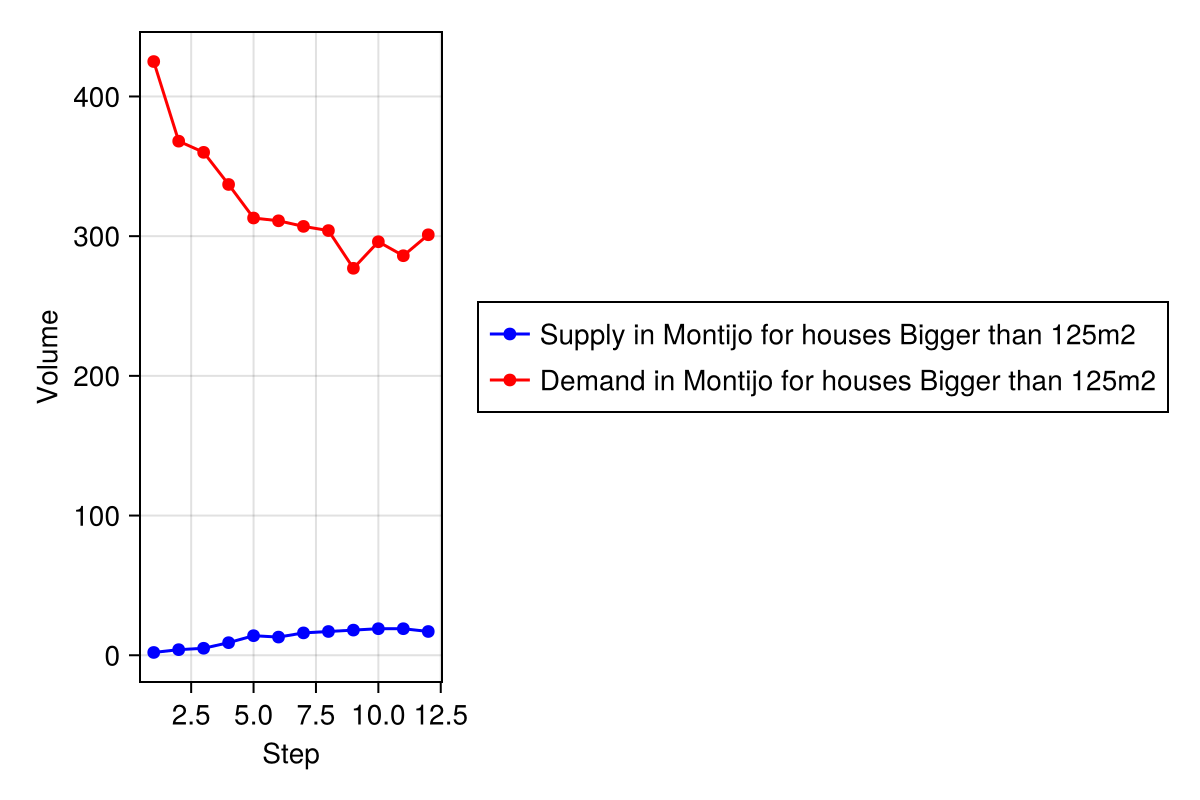 400
300
200
100
0
Volume
2.5 5.0 7.5 10.0 12.5
Step
Supply in Montijo for houses Bigger than 125m2
Demand in Montijo for houses Bigger than 125m2